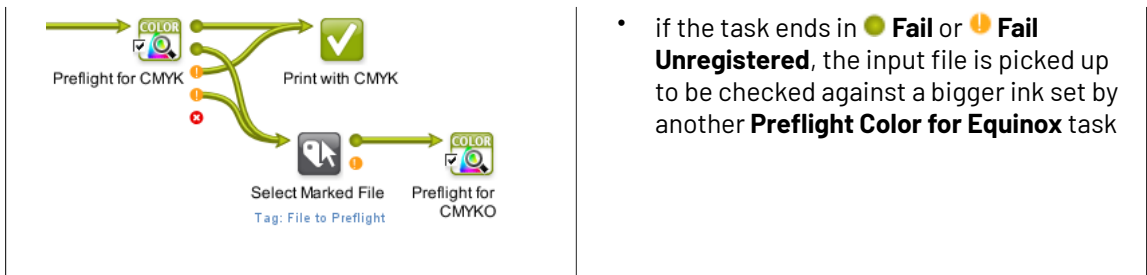 COLOR
Preflight for CMYK
Print with CMYK
COLOR
Select Marked File
Tag: File to Preflight
Preflight for
CMYKO
• if the task ends in Fail or Fail
Unregistered, the input file is picked up
to be checked against a bigger ink set by
another Preflight Color for Equinox task